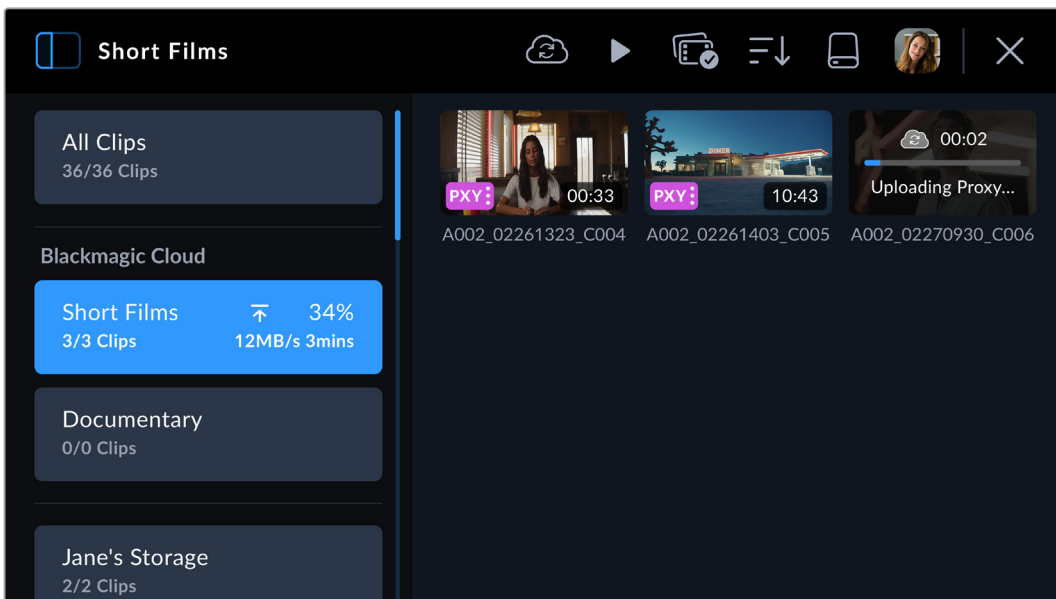 Short Films
All Clips
36/36 Clips
Blackmagic Cloud
Short Films 34%
3/3 Clips 12MB/s 3mins
Documentary
0/0 Clips
Jane's Storage
2/2 Clips
PXY 00:33
A002_02261323_C004
DINER
PXY 10:43
A002_02261403_C005
00:02
Uploading Proxy...
A002_02270930_C006